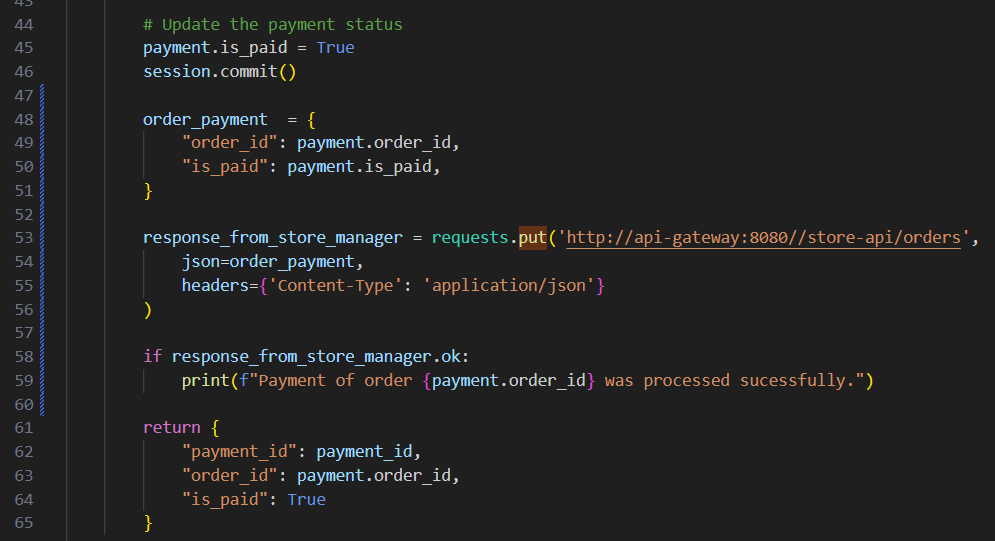 43
44 # Update the payment status
45 payment.is_paid = True
46 session.commit()
47
48 order_payment  = {
49     "order_id": payment.order_id,
50     "is_paid": payment.is_paid,
51 }
52
53 response_from_store_manager = requests.put('http://api-gateway:8080//store-api/orders',
54     json=order_payment,
55     headers={'Content-Type': 'application/json'}
56 )
57
58 if response_from_store_manager.ok:
59     print(f"Payment of order {payment.order_id} was processed sucessfully.")
60
61 return {
62     "payment_id": payment_id,
63     "order_id": payment.order_id,
64     "is_paid": True
65 }